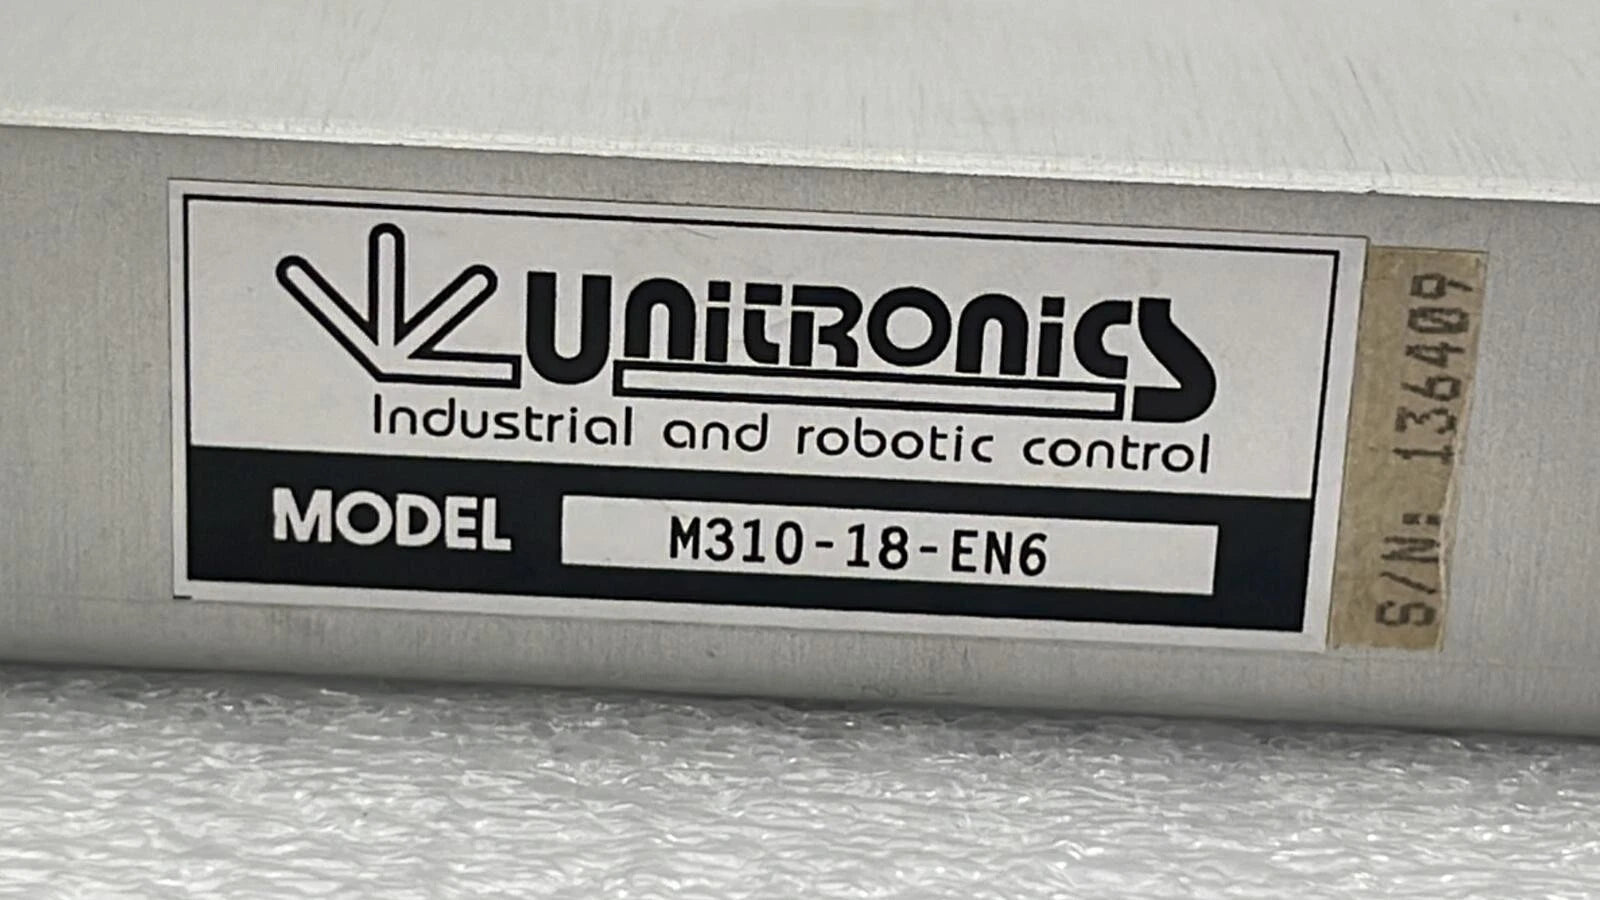 UNITRONICS
Industrial and robotic control
MODEL M310-18-EN6
S/N: 136409